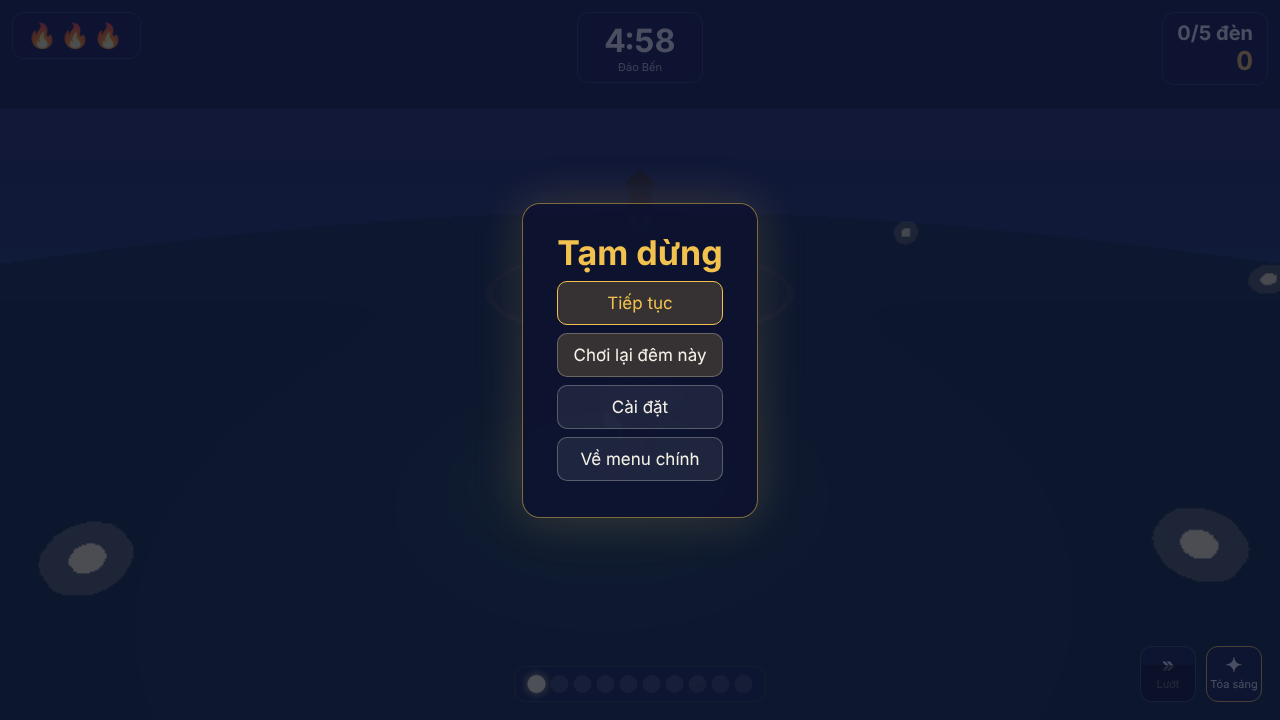 4:58
Đảo Bến
0/5 đèn
0
Tạm dừng
Tiếp tục
Chơi lại đêm này
Cài đặt
Về menu chính
Lướt
Tỏa sáng